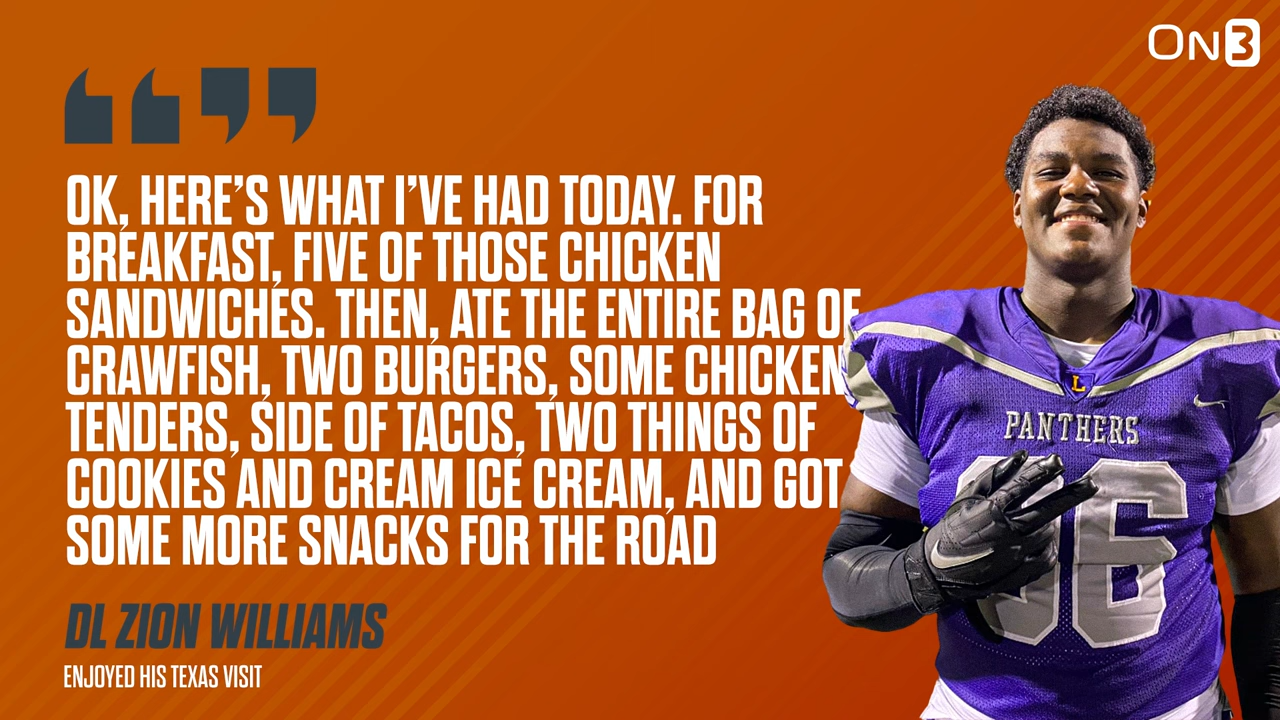 ON3
OK, HERE'S WHAT I'VE HAD TODAY. FOR
BREAKFAST, FIVE OF THOSE CHICKEN
SANDWICHES. THEN, ATE THE ENTIRE BAG OF
CRAWFISH, TWO BURGERS, SOME CHICKEN
TENDERS, SIDE OF TACOS, TWO THINGS OF
COOKIES AND CREAM ICE CREAM, AND GOT
SOME MORE SNACKS FOR THE ROAD
DL ZION WILLIAMS
ENJOYED HIS TEXAS VISIT
L
PANTHERS
96